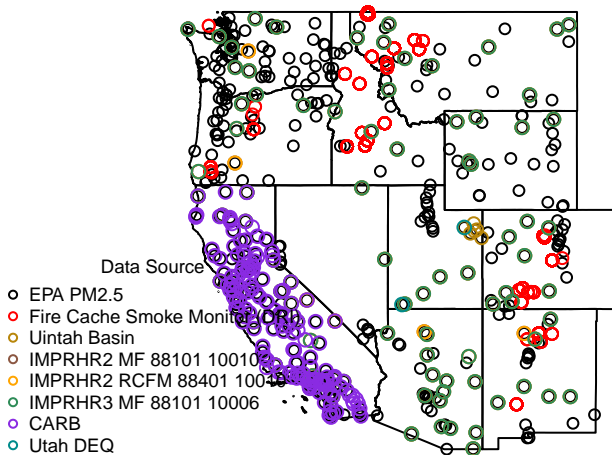 Data Source
EPA PM2.5
Fire Cache Smoke Monitor (DRI)
Uintah Basin
IMPRHR2 MF 88101 10010
IMPRHR2 RCFM 88401 10010
IMPRHR3 MF 88101 10006
CARB
Utah DEQ